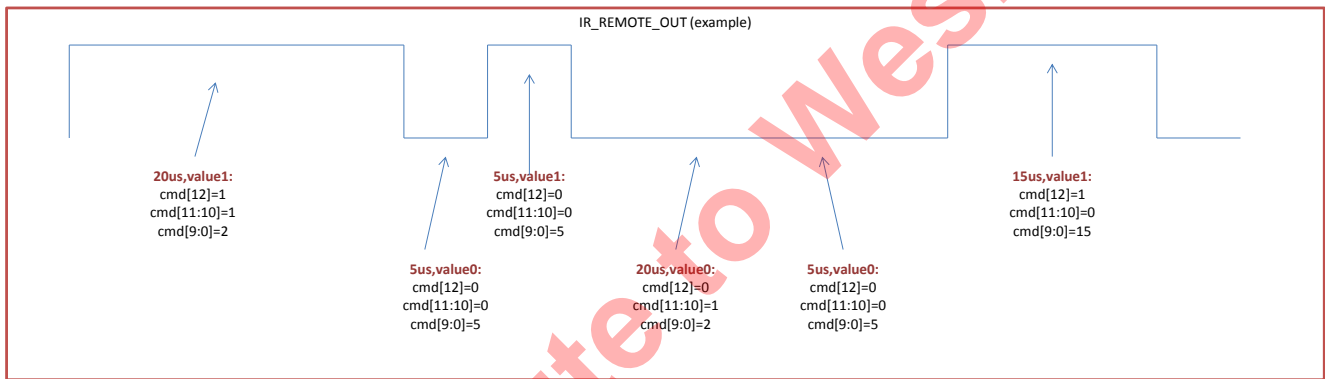 IR_REMOTE_OUT (example)
20us,value1:
cmd[12]=1
cmd[11:10]=1
cmd[9:0]=2
5us,value0:
cmd[12]=0
cmd[11:10]=0
cmd[9:0]=5
5us,value1:
cmd[12]=0
cmd[11:10]=0
cmd[9:0]=5
20us,value0:
cmd[12]=0
cmd[11:10]=1
cmd[9:0]=2
5us,value0:
cmd[12]=0
cmd[11:10]=0
cmd[9:0]=5
15us,value1:
cmd[12]=1
cmd[11:10]=0
cmd[9:0]=15
to Wes